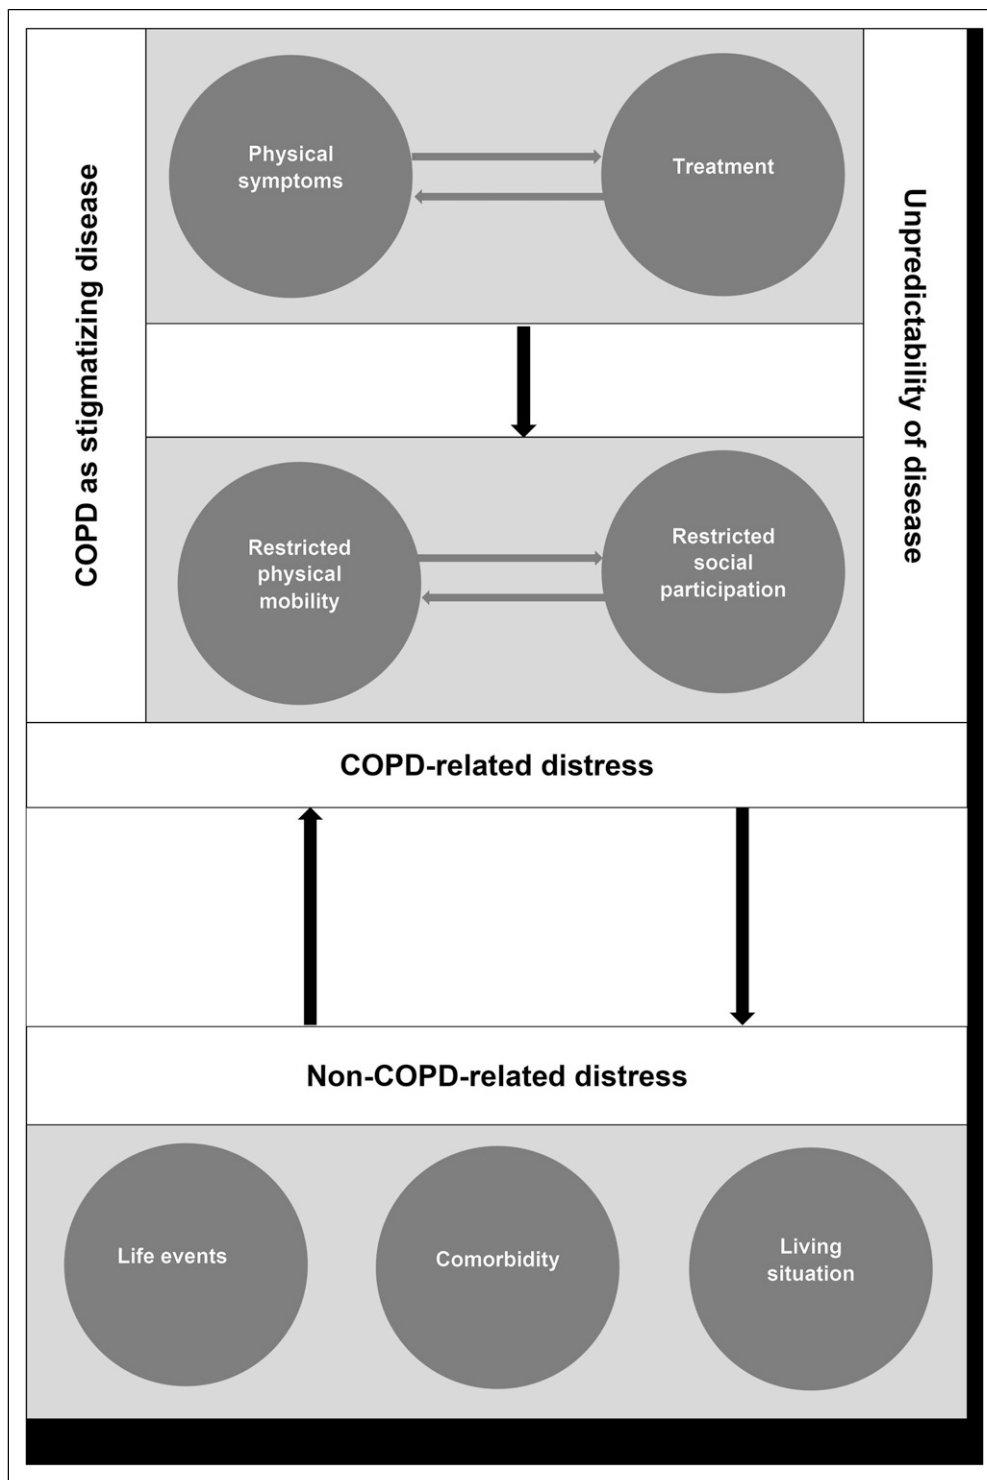 COPD as stigmatizing disease
Physical
symptoms
Treatment
Unpredictability of disease
Restricted
physical
mobility
Restricted
social
participation
COPD-related distress
Non-COPD-related distress
Life events
Comorbidity
Living
situation